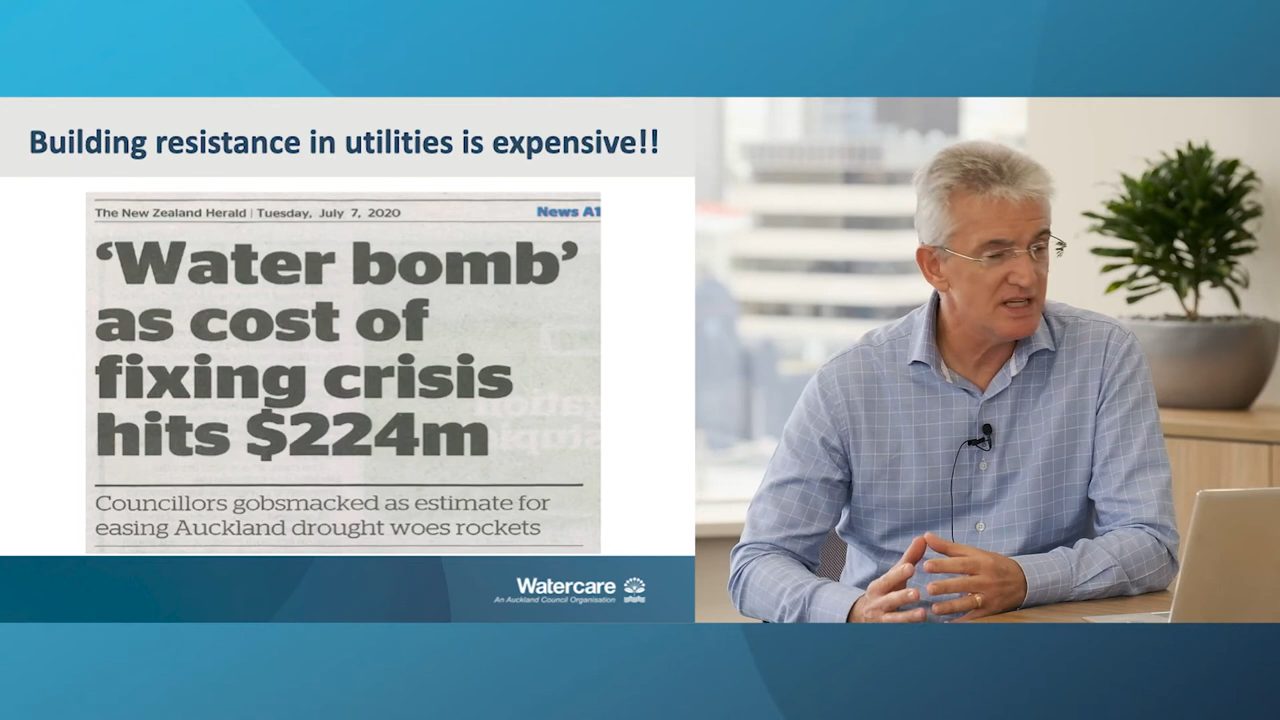 Building resistance in utilities is expensive!!
The New Zealand Herald | Tuesday, July 7, 2020 News A1
‘Water bomb’
as cost of
fixing crisis
hits $224m
Councillors gobsmacked as estimate for
easing Auckland drought woes rockets
Watercare
An Auckland Council Organisation